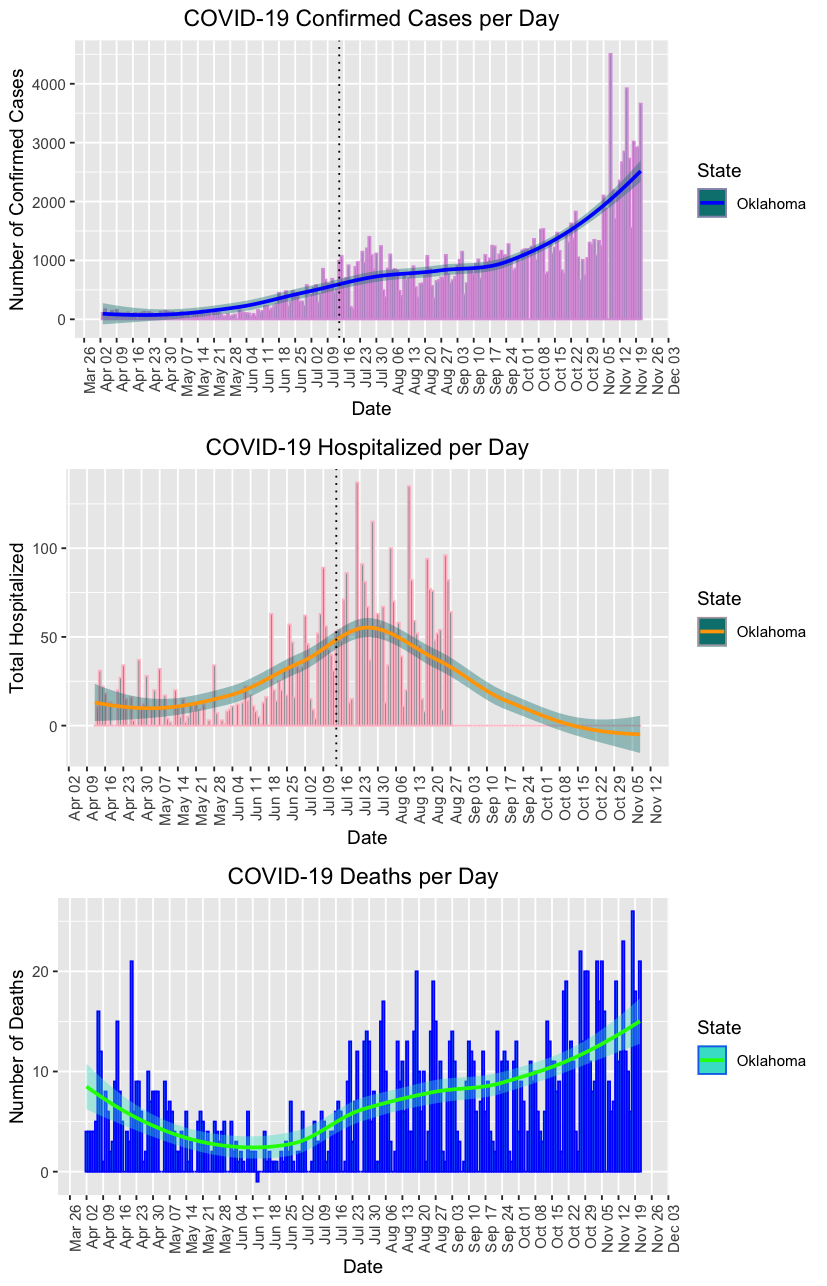 COVID-19 Confirmed Cases per Day
Number of Confirmed Cases
4000
3000
2000
1000
0
Mar 26
Apr 02
Apr 09
Apr 16
Apr 23
Apr 30
May 07
May 14
May 21
May 28
Jun 04
Jun 11
Jun 18
Jun 25
Jul 02
Jul 09
Jul 16
Jul 23
Jul 30
Aug 06
Aug 13
Aug 20
Aug 27
Sep 03
Sep 10
Sep 17
Sep 24
Oct 01
Oct 08
Oct 15
Oct 22
Oct 29
Nov 05
Nov 12
Nov 19
Nov 26
Dec 03
Date
State
Oklahoma
COVID-19 Hospitalized per Day
Total Hospitalized
100
50
0
Apr 02
Apr 09
Apr 16
Apr 23
Apr 30
May 07
May 14
May 21
May 28
Jun 04
Jun 11
Jun 18
Jun 25
Jul 02
Jul 09
Jul 16
Jul 23
Jul 30
Aug 06
Aug 13
Aug 20
Aug 27
Sep 03
Sep 10
Sep 17
Sep 24
Oct 01
Oct 08
Oct 15
Oct 22
Oct 29
Nov 05
Nov 12
Date
State
Oklahoma
COVID-19 Deaths per Day
Number of Deaths
20
10
0
Mar 26
Apr 02
Apr 09
Apr 16
Apr 23
Apr 30
May 07
May 14
May 21
May 28
Jun 04
Jun 11
Jun 18
Jun 25
Jul 02
Jul 09
Jul 16
Jul 23
Jul 30
Aug 06
Aug 13
Aug 20
Aug 27
Sep 03
Sep 10
Sep 17
Sep 24
Oct 01
Oct 08
Oct 15
Oct 22
Oct 29
Nov 05
Nov 12
Nov 19
Nov 26
Dec 03
Date
State
Oklahoma